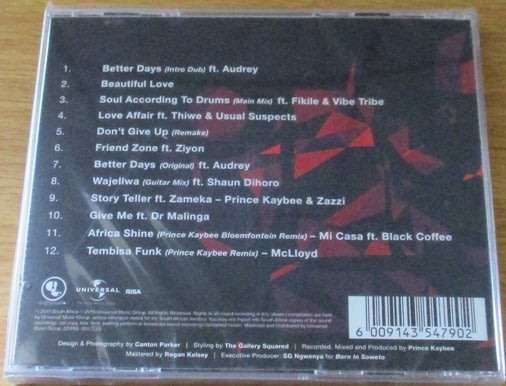 1. Better Days (Intro Dub) ft. Audrey
2. Beautiful Love
3. Soul According To Drums (Main Mix) ft. Fikile & Vibe Tribe
4. Love Affair ft. Thiwe & Usual Suspects
5. Don't Give Up (Remake)
6. Friend Zone ft. Ziyon
7. Better Days (Original) ft. Audrey
8. Wajellwa (Guitar Mix) ft. Shaun Dihoro
9. Story Teller ft. Zameka – Prince Kaybee & Zazzi
10. Give Me ft. Dr Malinga
11. Africa Shine (Prince Kaybee Bloemfontein Remix) – Mi Casa ft. Black Coffee
12. Tembisa Funk (Prince Kaybee Remix) – McLloyd
UNIVERSAL RISA
6 009143 547902
Design & Photography by Canton Parker | Styling by The Gallery Squared | Recorded, Mixed and Produced by Prince Kaybee
Mastered by Rogan Kelsey | Executive Producer: SG Ngwenya for Born In Soweto